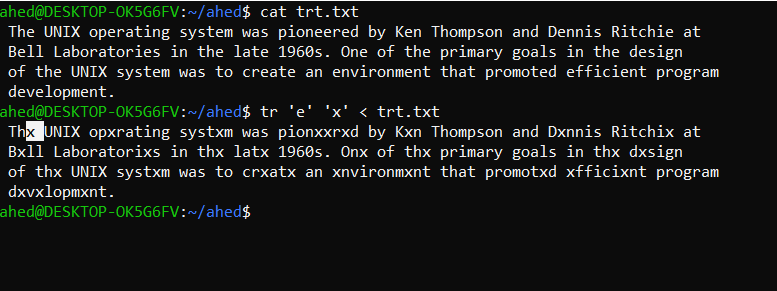 ahed@DESKTOP-OK5G6FV:~/ahed$ cat trt.txt
The UNIX operating system was pioneered by Ken Thompson and Dennis Ritchie at
Bell Laboratories in the late 1960s. One of the primary goals in the design
of the UNIX system was to create an environment that promoted efficient program
development.
ahed@DESKTOP-OK5G6FV:~/ahed$ tr 'e' 'x' < trt.txt
Thx UNIX opxrating systxm was pionxxrxd by Kxn Thompson and Dxnnis Ritchix at
Bxll Laboratorixs in thx latx 1960s. Onx of thx primary goals in thx dxsign
of thx UNIX systxm was to crxatx an xnvironmxnt that promotxd xfficixnt program
dxvxlopmxnt.
ahed@DESKTOP-OK5G6FV:~/ahed$